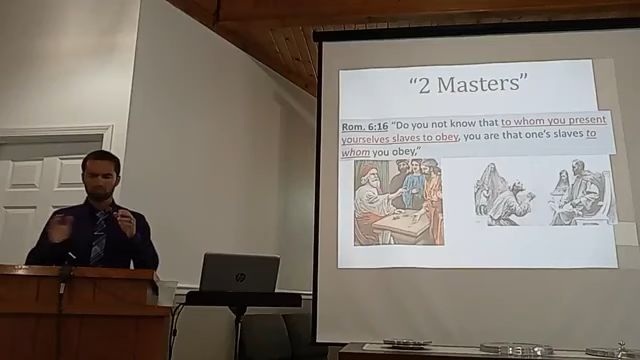 “2 Masters”
Rom. 6:16 “Do you not know that to whom you present
yourselves slaves to obey, you are that one's slaves to
whom you obey,”
hp